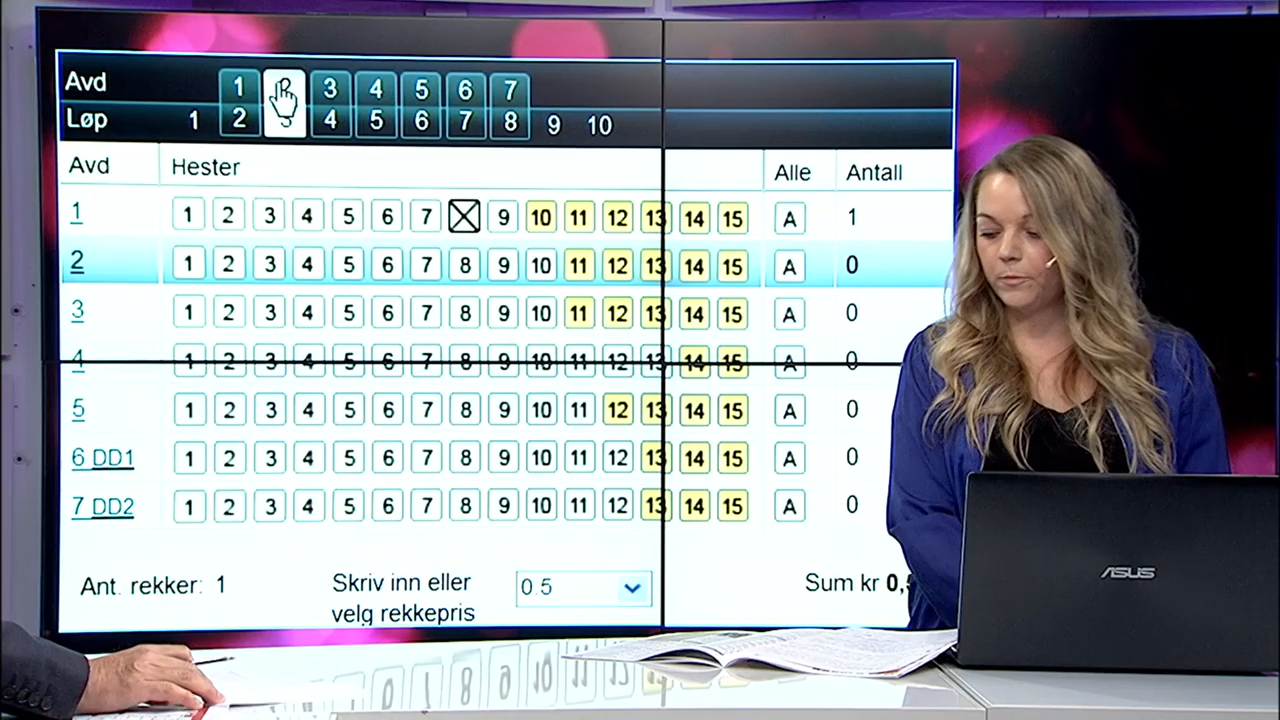 Avd 1 3 4 5 6 7
Løp 1 2 4 5 6 7 8 9 10
Avd Hester Alle Antall
1 1 2 3 4 5 6 7 9 10 11 12 13 14 15 A 1
2 1 2 3 4 5 6 7 8 9 10 11 12 13 14 15 A 0
3 1 2 3 4 5 6 7 8 9 10 11 12 13 14 15 A 0
4 1 2 3 4 5 6 7 8 9 10 11 12 13 14 15 A 0
5 1 2 3 4 5 6 7 8 9 10 11 12 13 14 15 A 0
6 DD1 1 2 3 4 5 6 7 8 9 10 11 12 13 14 15 A 0
7 DD2 1 2 3 4 5 6 7 8 9 10 11 12 13 14 15 A 0
Ant. rekker: 1 Skriv inn eller 0.5 Sum kr 0,5
velg rekkepris
ASUS